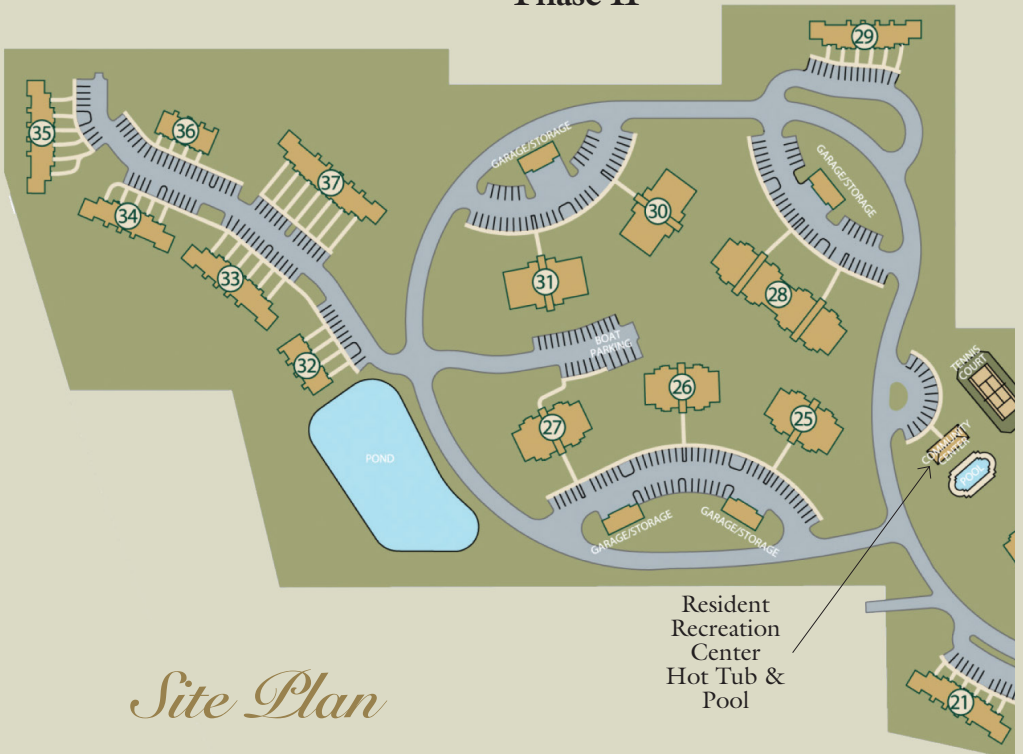 Phase II
29
35
36
GARAGE/STORAGE
GARAGE/STORAGE
37
34
30
33
31
28
BOAT
PARKING
32
TENNIS
COURT
26
27
25
COMMUNITY
CENTER
POND
POOL
GARAGE/STORAGE
GARAGE/STORAGE
Resident
Recreation
Center
Hot Tub &
Pool
Site Plan
21